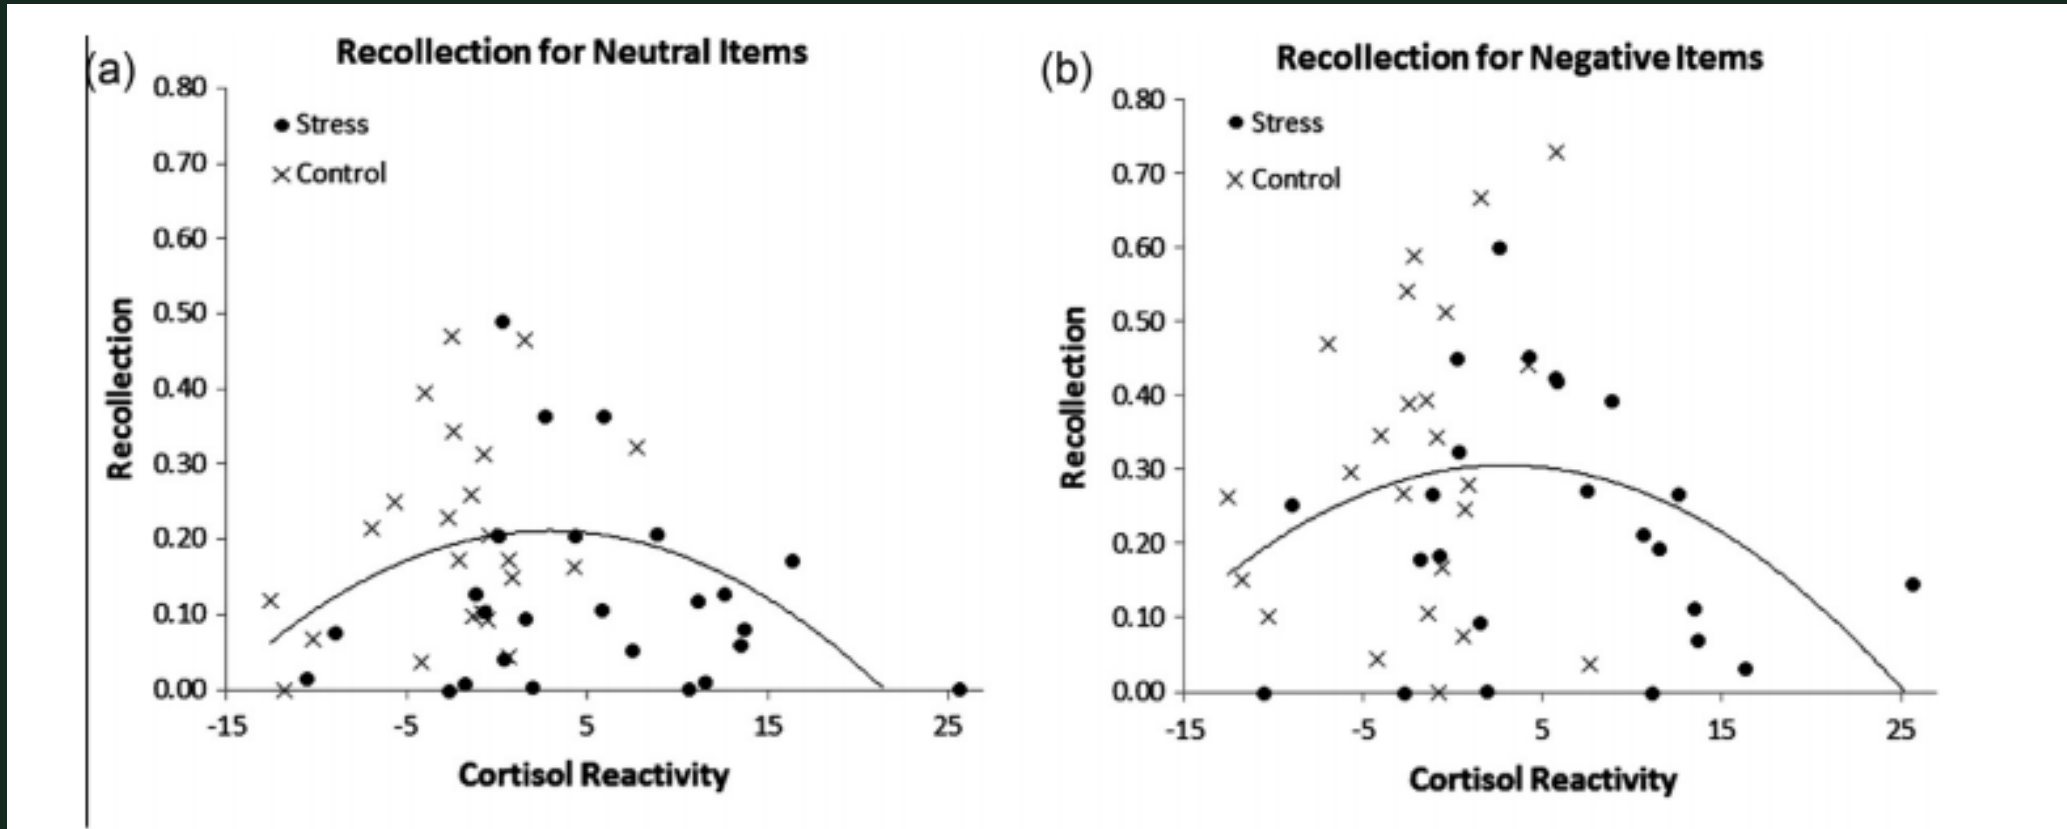 (a)
Recollection for Neutral Items
0.80
0.70
0.60
0.50
0.40
0.30
0.20
0.10
0.00
Recollection
Stress
Control
-15
-5
5
15
25
Cortisol Reactivity
(b)
Recollection for Negative Items
0.80
0.70
0.60
0.50
0.40
0.30
0.20
0.10
0.00
Recollection
Stress
Control
-15
-5
5
15
25
Cortisol Reactivity